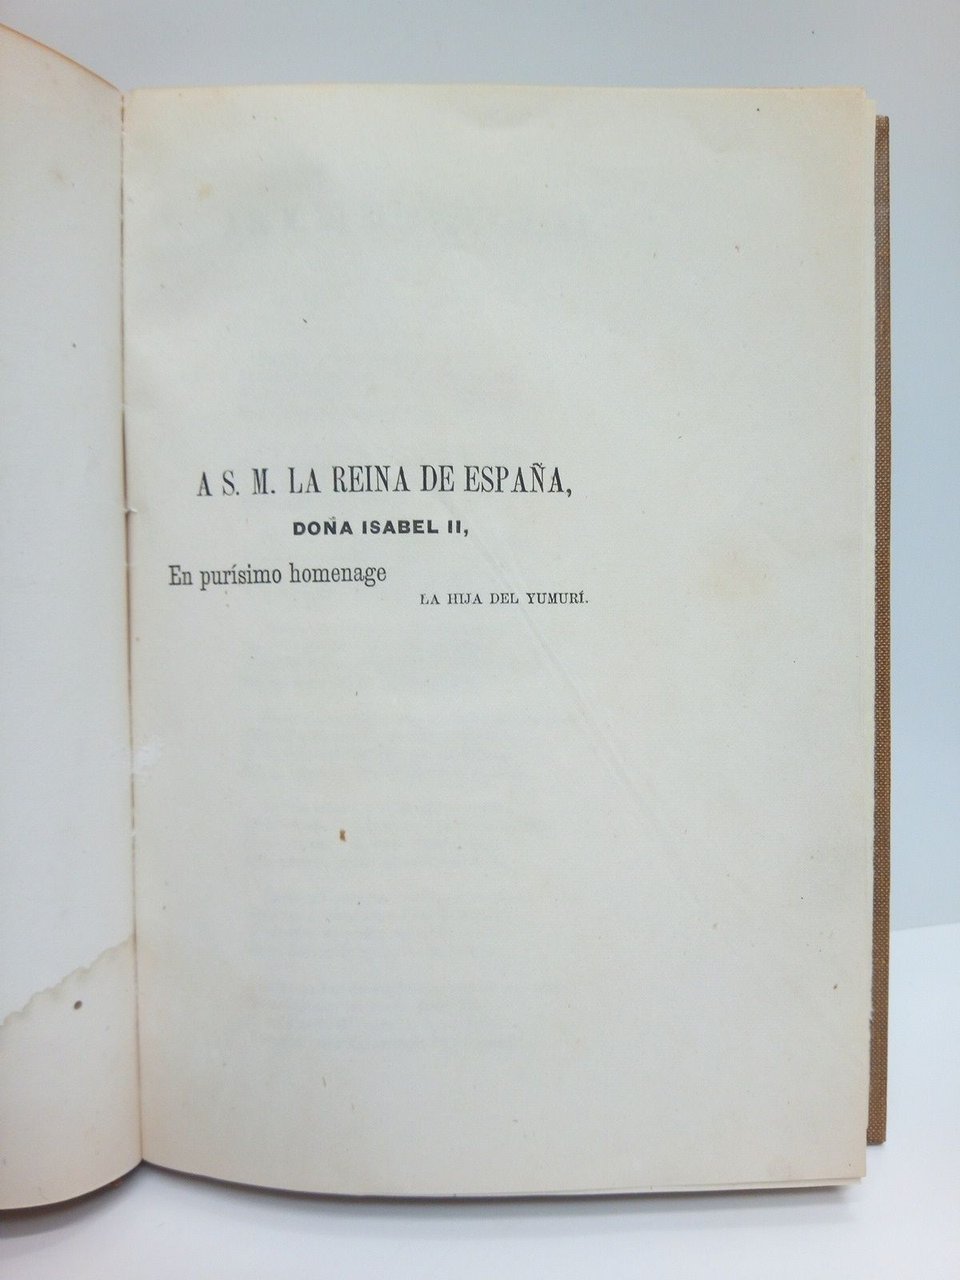 A S. M. LA REINA DE ESPAÑA,
DOÑA ISABEL II,
En purísimo homenage
LA HIJA DEL YUMURÍ.